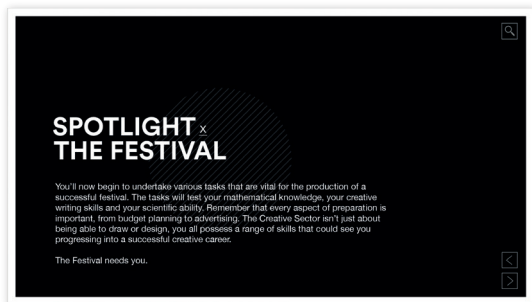 SPOTLIGHT x
THE FESTIVAL
You'll now begin to undertake various tasks that are vital for the production of a
successful festival. The tasks will test your mathematical knowledge, your creative
writing skills and your scientific ability. Remember that every aspect of preparation is
important, from budget planning to advertising. The Creative Sector isn't just about
being able to draw or design, you all possess a range of skills that could see you
progressing into a successful creative career.
The Festival needs you.